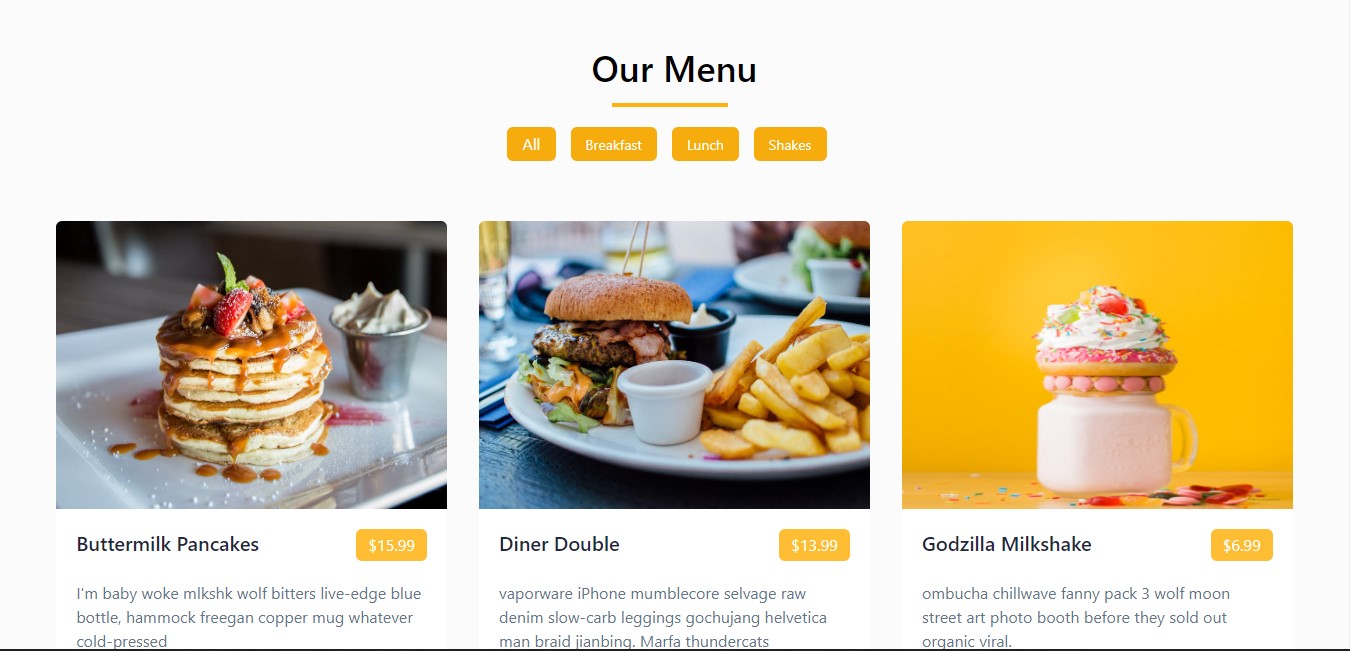 Our Menu
All
Breakfast
Lunch
Shakes
Buttermilk Pancakes
$15.99
I'm baby woke mlkshk wolf bitters live-edge blue
bottle, hammock freegan copper mug whatever
cold-pressed
Diner Double
$13.99
vaporware iPhone mumblecore selvage raw
denim slow-carb leggings gochujang helvetica
man braid jianbing. Marfa thundercats
Godzilla Milkshake
$6.99
ombucha chillwave fanny pack 3 wolf moon
street art photo booth before they sold out
organic viral.